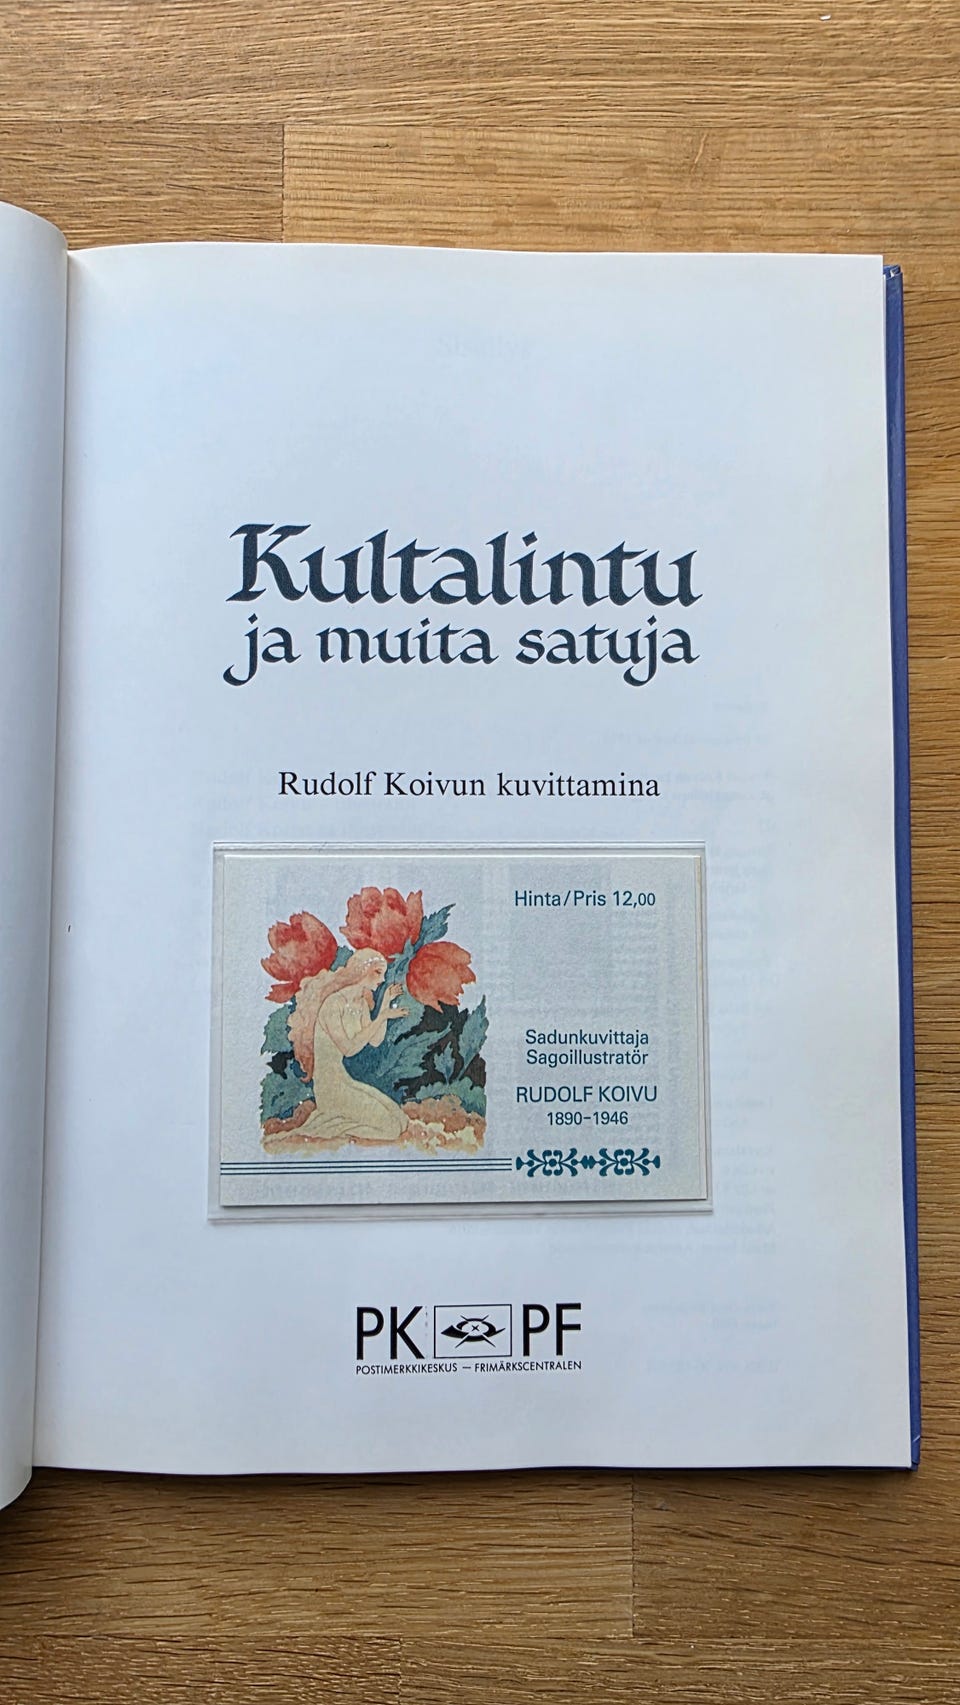 Kultalintu
ja muita satuja
Rudolf Koivun kuvittamina
Hinta/Pris 12,00
Sadunkuvittaja
Sagoillustratör
RUDOLF KOIVU
1890–1946
PK PF
POSTIMERKKIKESKUS — FRIMÄRKSCENTRALEN